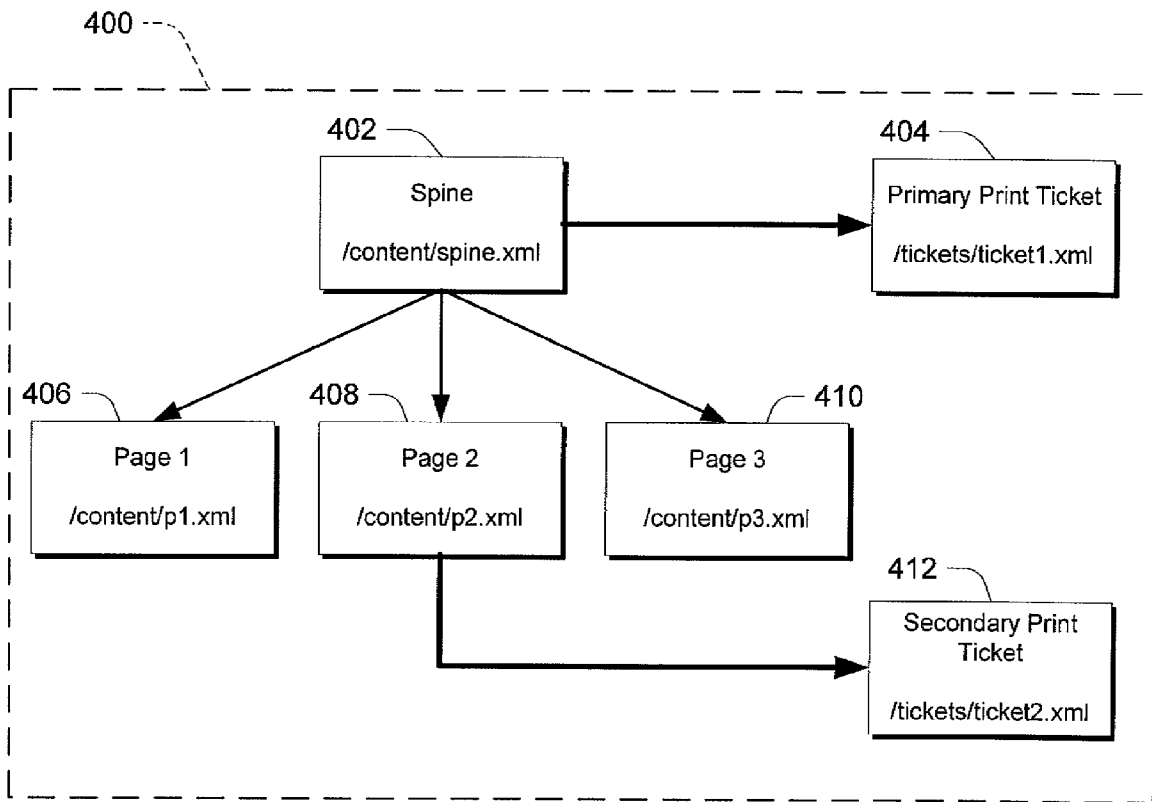 400
402
404
Spine
/content/spine.xml
Primary Print Ticket
/tickets/ticket1.xml
406
408
410
Page 1
/content/p1.xml
Page 2
/content/p2.xml
Page 3
/content/p3.xml
412
Secondary Print
Ticket
/tickets/ticket2.xml